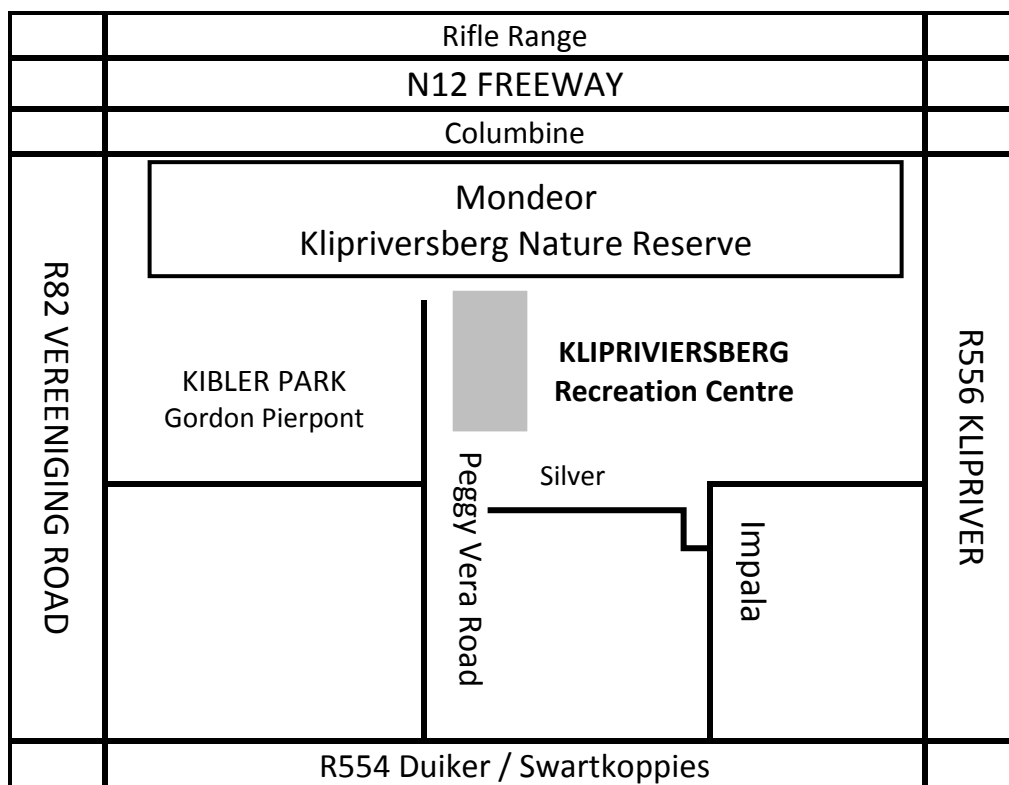 Rifle Range
N12 FREEWAY
Columbine
Mondeor
Klipriversberg Nature Reserve
R82 VEREENIGING ROAD
KIBLER PARK
Gordon Pierpont
KLIPRIVIERSBERG
Recreation Centre
R556 KLIPRIVER
Peggy Vera Road
Silver
Impala
R554 Duiker / Swartkoppies